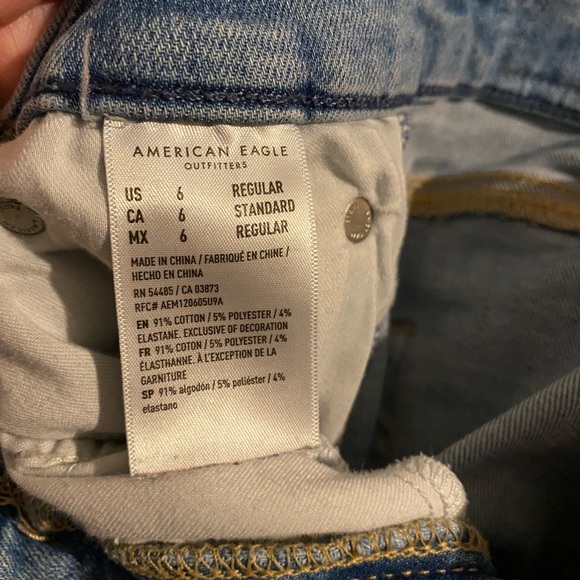 AMERICAN EAGLE
OUTFITTERS
US 6 REGULAR
CA 6 STANDARD
MX 6 REGULAR
MADE IN CHINA / FABRIQUÉ EN CHINE /
HECHO EN CHINA
RN 54485 / CA 03873
RFC# AEM120605U9A
EN 91% COTTON / 5% POLYESTER / 4%
ELASTANE. EXCLUSIVE OF DECORATION
FR 91% COTON / 5% POLYESTER / 4%
ÉLASTHANNE. À L'EXCEPTION DE LA
GARNITURE
SP 91% algodón / 5% poliéster / 4%
elastano